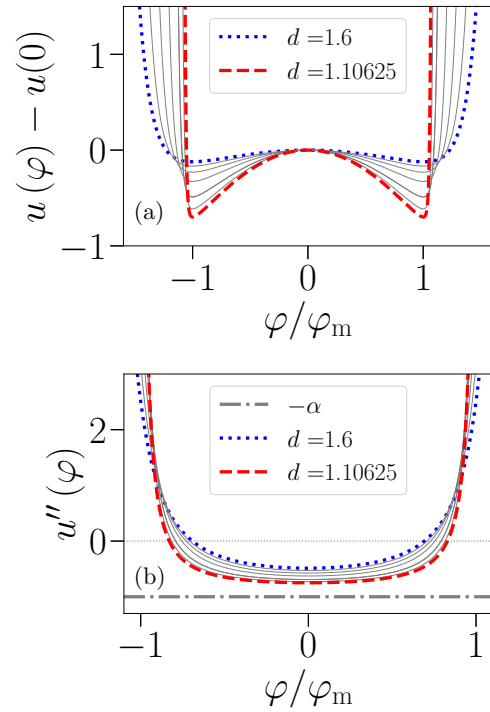 1
0
−1
u (φ) − u(0)
d =1.6
d =1.10625
(a)
−1 0 1
φ/φm
2
0
u″ (φ)
−α
d =1.6
d =1.10625
(b)
−1 0 1
φ/φm